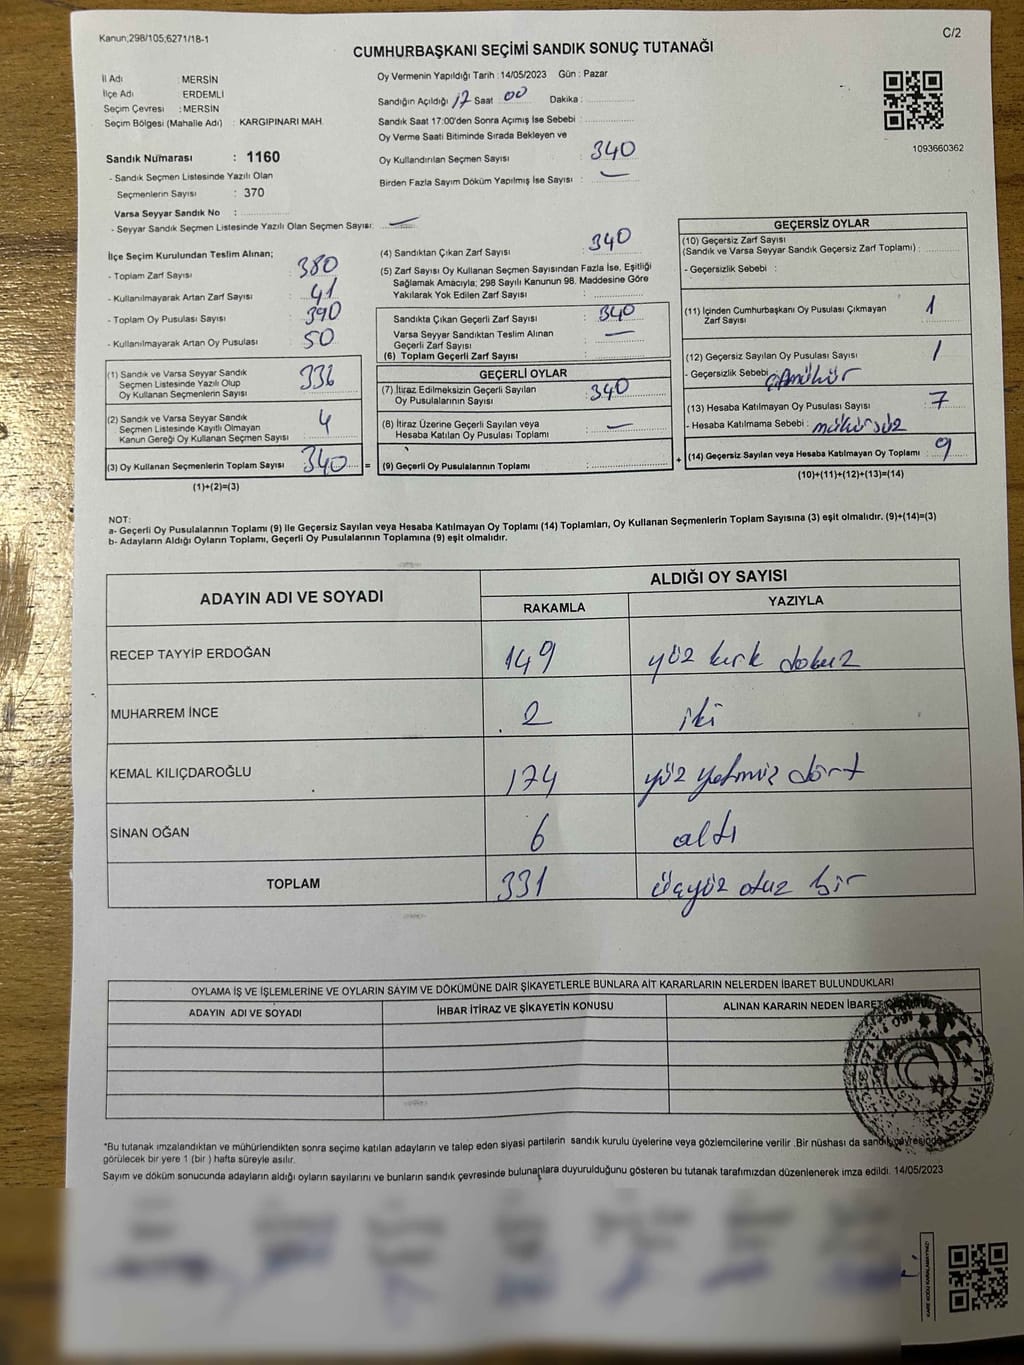 Kanun,298/105,6271/18-1
C/2
CUMHURBAŞKANI SEÇİMİ SANDIK SONUÇ TUTANAĞI
İl Adı : MERSİN
İlçe Adı : ERDEMLİ
Seçim Çevresi : MERSİN
Seçim Bölgesi (Mahalle Adı) : KARGIPINARI MAH.
Sandık Numarası : 1160
- Sandık Seçmen Listesinde Yazılı Olan
Seçmenlerin Sayısı : 370
Varsa Seyyar Sandık No :
- Seyyar Sandık Seçmen Listesinde Yazılı Olan Seçmen Sayısı: —
Oy Vermenin Yapıldığı Tarih : 14/05/2023 Gün : Pazar
Sandığın Açıldığı 17 Saat 00 Dakika :
Sandık Saat 17:00'den Sonra Açımış İse Sebebi :
Oy Verme Saati Bitiminde Sırada Bekleyen ve
Oy Kullandırılan Seçmen Sayısı : 340
Birden Fazla Sayım Döküm Yapılmış İse Sayısı : —
1093660362
İlçe Seçim Kurulundan Teslim Alınan;
- Toplam Zarf Sayısı : 380
- Kullanılmayarak Artan Zarf Sayısı : 41
- Toplam Oy Pusulası Sayısı : 390
- Kullanılmayarak Artan Oy Pusulası : 50
(1) Sandık ve Varsa Seyyar Sandık
Seçmen Listesinde Yazılı Olup
Oy Kullanan Seçmenlerin Sayısı : 336
(2) Sandık ve Varsa Seyyar Sandık
Seçmen Listesinde Kayıtlı Olmayan
Kanun Gereği Oy Kullanan Seçmen Sayısı : 4
(3) Oy Kullanan Seçmenlerin Toplam Sayısı : 340 =
(1)+(2)=(3)
(4) Sandıktan Çıkan Zarf Sayısı : 340
(5) Zarf Sayısı Oy Kullanan Seçmen Sayısından Fazla İse, Eşitliği
Sağlamak Amacıyla; 298 Sayılı Kanunun 98. Maddesine Göre
Yakılarak Yok Edilen Zarf Sayısı :
Sandıkta Çıkan Geçerli Zarf Sayısı : 340
Varsa Seyyar Sandıktan Teslim Alınan
Geçerli Zarf Sayısı : —
(6) Toplam Geçerli Zarf Sayısı :
GEÇERLİ OYLAR
(7) İtiraz Edilmeksizin Geçerli Sayılan
Oy Pusulalarının Sayısı : 340
(8) İtiraz Üzerine Geçerli Sayılan veya
Hesaba Katılan Oy Pusulası Toplamı : —
(9) Geçerli Oy Pusulalarının Toplamı : +
GEÇERSİZ OYLAR
(10) Geçersiz Zarf Sayısı
(Sandık ve Varsa Seyyar Sandık Geçersiz Zarf Toplamı) :
- Geçersizlik Sebebi :
(11) İçinden Cumhurbaşkanı Oy Pusulası Çıkmayan
Zarf Sayısı : 1
(12) Geçersiz Sayılan Oy Pusulası Sayısı : 1
- Geçersizlik Sebebi
(13) Hesaba Katılmayan Oy Pusulası Sayısı : 7
- Hesaba Katılmama Sebebi : mühürsüz
(14) Geçersiz Sayılan veya Hesaba Katılmayan Oy Toplamı : 9
(10)+(11)+(12)+(13)=(14)
NOT:
a- Geçerli Oy Pusulalarının Toplamı (9) ile Geçersiz Sayılan veya Hesaba Katılmayan Oy Toplamı (14) Toplamları, Oy Kullanan Seçmenlerin Toplam Sayısına (3) eşit olmalıdır. (9)+(14)=(3)
b- Adayların Aldığı Oyların Toplamı, Geçerli Oy Pusulalarının Toplamına (9) eşit olmalıdır.
ADAYIN ADI VE SOYADI ALDIĞI OY SAYISI
RAKAMLA YAZIYLA
RECEP TAYYİP ERDOĞAN 149 yüz kırk dokuz
MUHARREM İNCE 2 iki
KEMAL KILIÇDAROĞLU 174 yüz yetmiş dört
SİNAN OĞAN 6 altı
TOPLAM 331 üçyüz otuz bir
OYLAMA İŞ VE İŞLEMLERİNE VE OYLARIN SAYIM VE DÖKÜMÜNE DAİR ŞİKAYETLERLE BUNLARA AİT KARARLARIN NELERDEN İBARET BULUNDUKLARI
ADAYIN ADI VE SOYADI İHBAR İTİRAZ VE ŞİKAYETİN KONUSU ALINAN KARARIN NEDEN İBARET
*Bu tutanak imzalandıktan ve mühürlendikten sonra seçime katılan adayların ve talep eden siyasi partilerin sandık kurulu üyelerine veya gözlemcilerine verilir .Bir nüshası da sandık çevresinde
görülecek bir yere 1 (bir ) hafta süreyle asılır.
Sayım ve döküm sonucunda adayların aldığı oyların sayılarını ve bunların sandık çevresinde bulunanlara duyurulduğunu gösteren bu tutanak tarafımızdan düzenlenerek imza edildi. 14/05/2023
KARE KODU KARALAMAYINIZ!